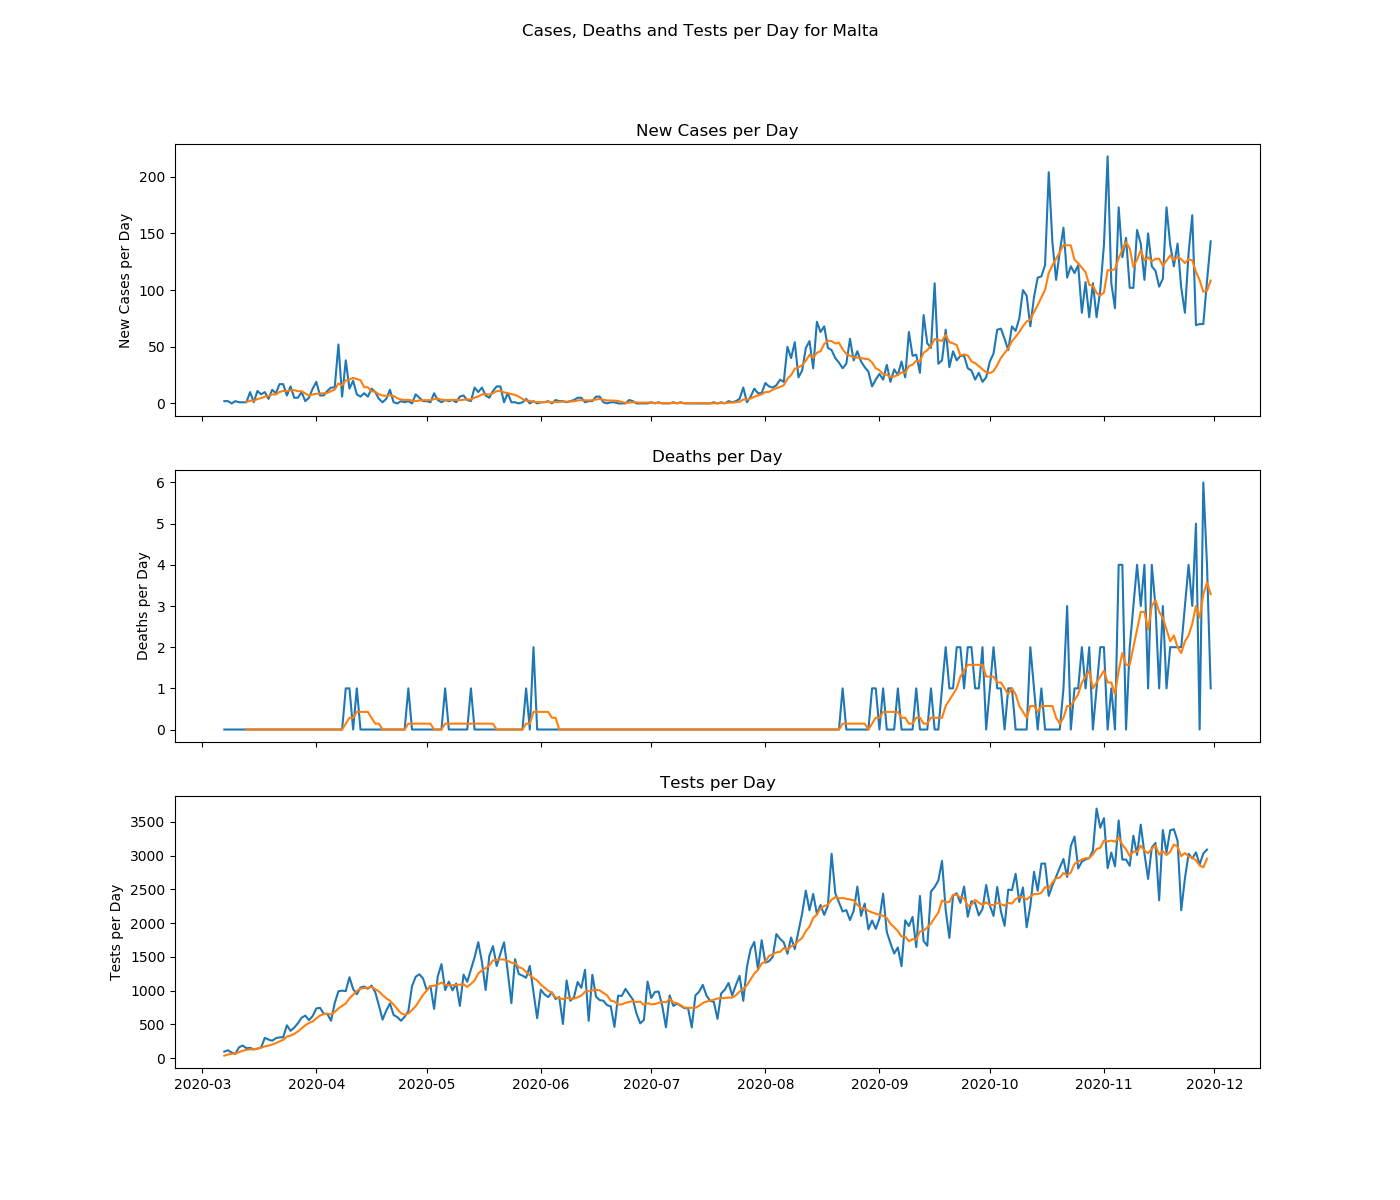 Cases, Deaths and Tests per Day for Malta
New Cases per Day
New Cases per Day
200
150
100
50
0
Deaths per Day
Deaths per Day
6
5
4
3
2
1
0
Tests per Day
Tests per Day
3500
3000
2500
2000
1500
1000
500
0
2020-03 2020-04 2020-05 2020-06 2020-07 2020-08 2020-09 2020-10 2020-11 2020-12